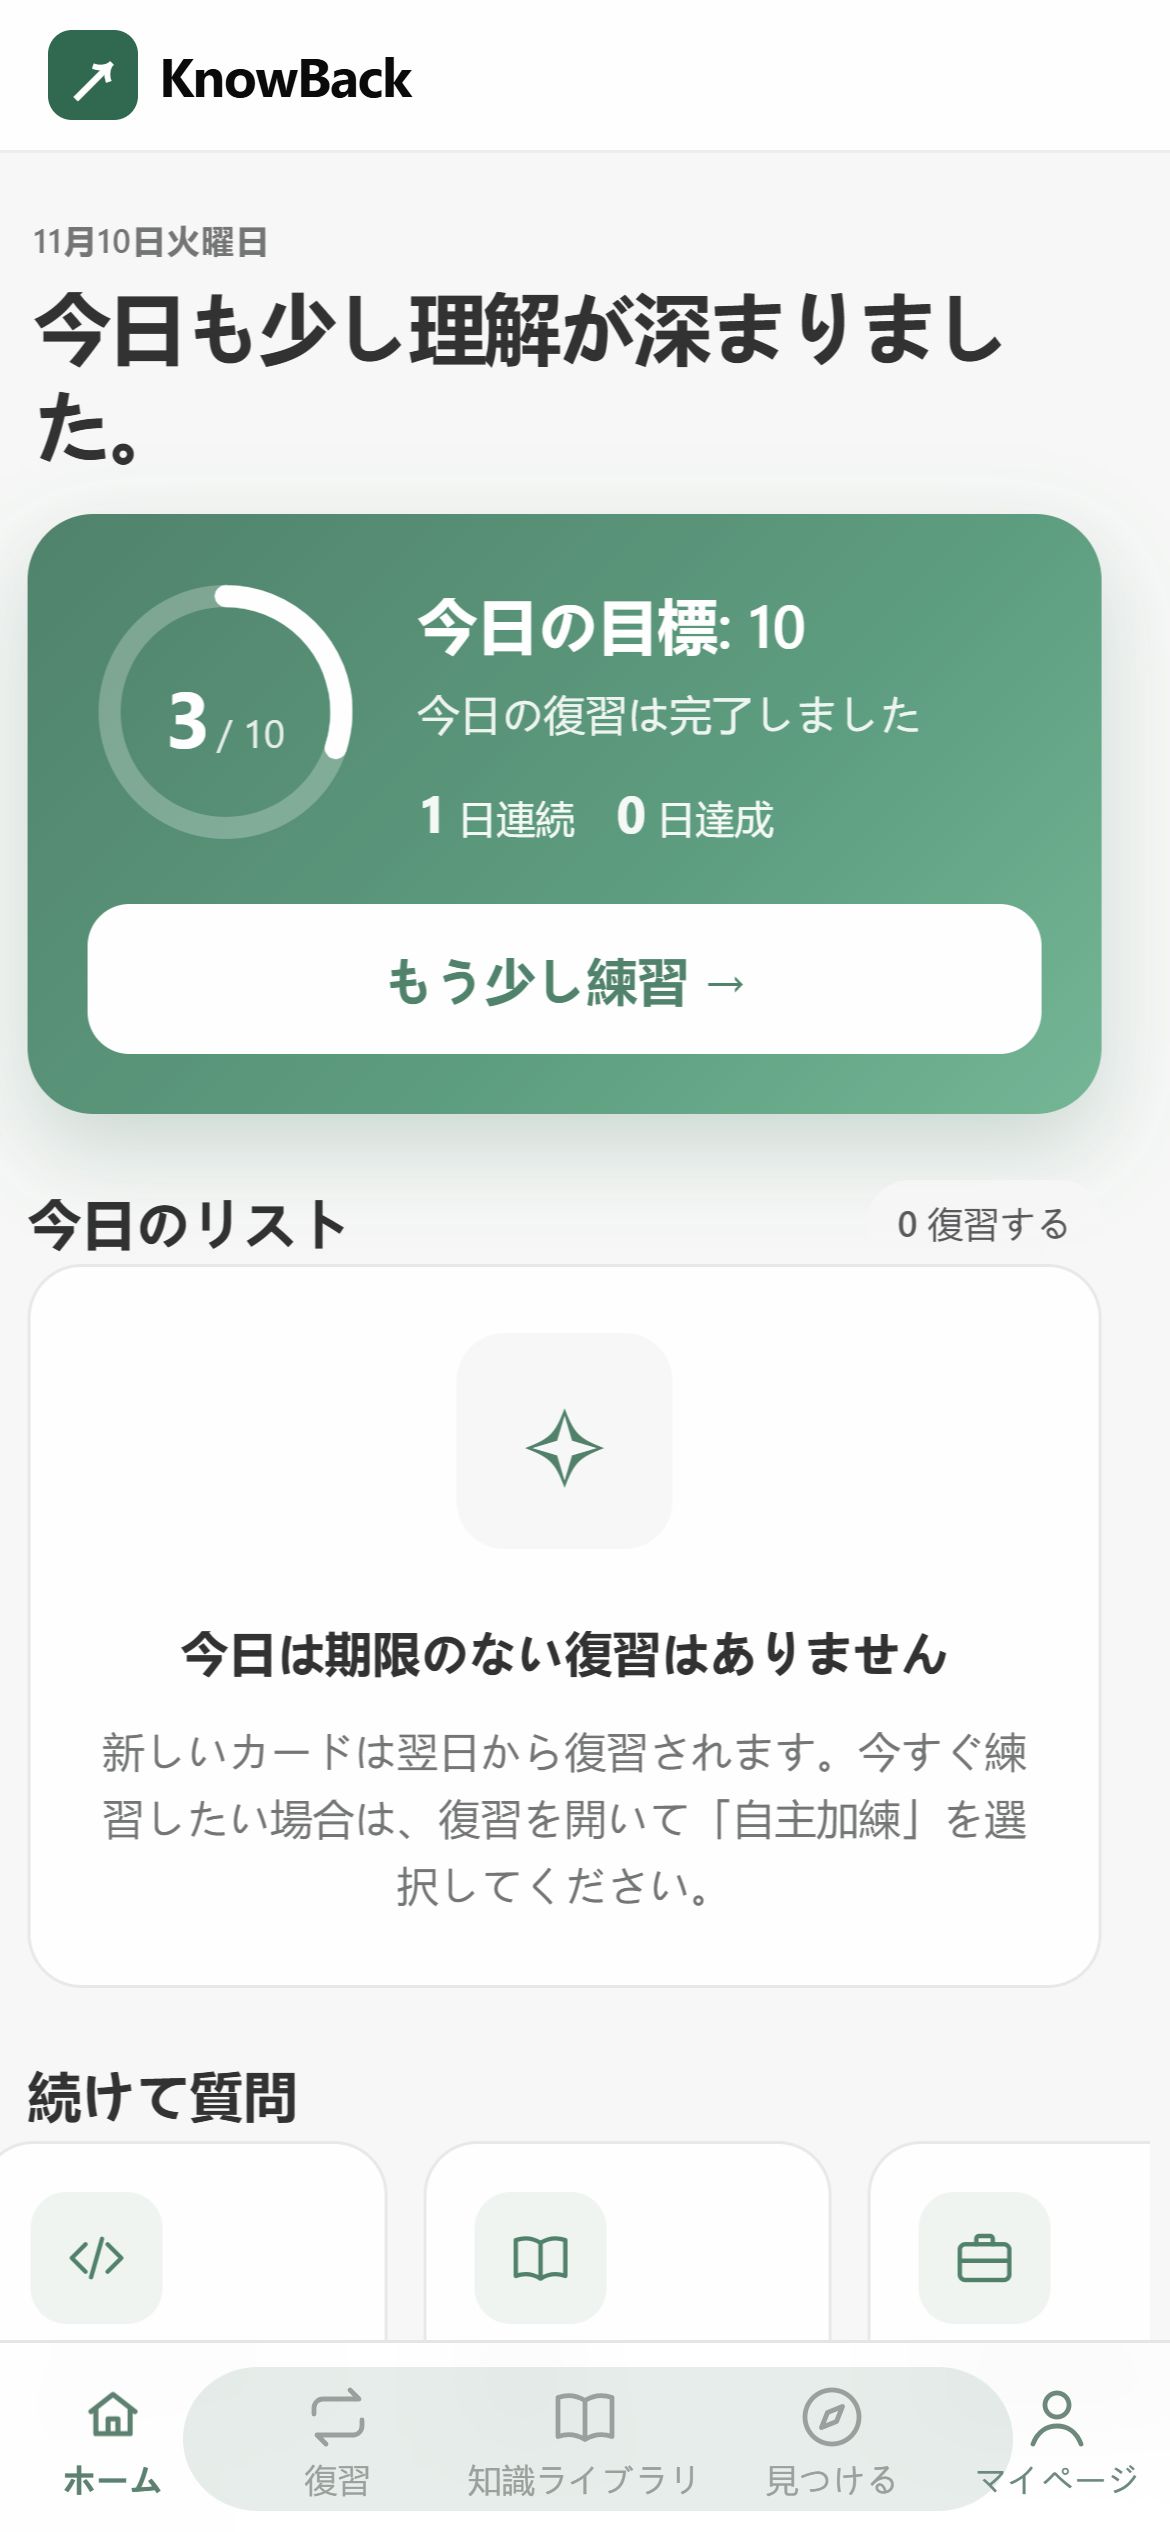 KnowBack
11月10日火曜日
今日も少し理解が深まりまし
た。
3 / 10
今日の目標: 10
今日の復習は完了しました
1 日連続 0 日達成
もう少し練習 →
今日のリスト
0 復習する
今日は期限のない復習はありません
新しいカードは翌日から復習されます。今すぐ練
習したい場合は、復習を開いて「自主加練」を選
択してください。
続けて質問
ホーム
復習
知識ライブラリ
見つける
マイページ